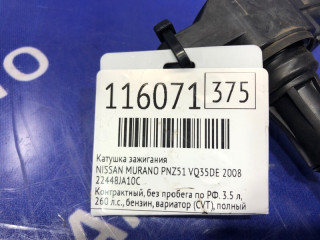 116071 375
Катушка зажигания
NISSAN MURANO PNZ51 VQ35DE 2008
22448JA10C
Контрактный, без пробега по РФ. 3.5 л,
260 л.с., бензин, вариатор (CVT), полный